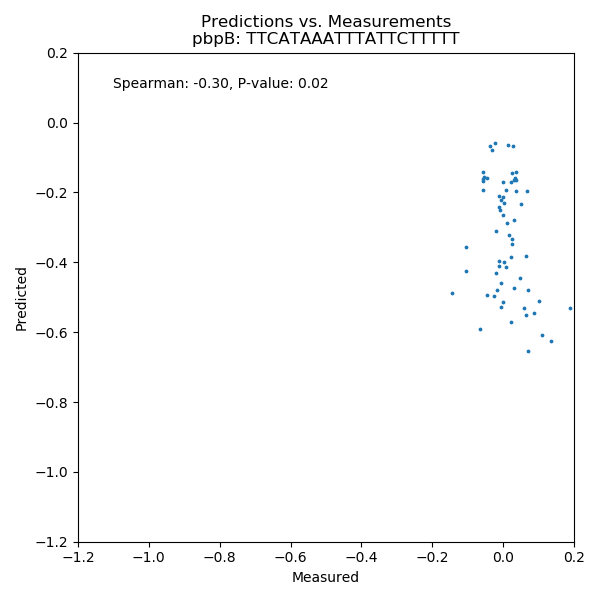 Predictions vs. Measurements
pbpB: TTCATAAATTTATTCTTTTT
Spearman: -0.30, P-value: 0.02
0.2
0.0
−0.2
−0.4
−0.6
−0.8
−1.0
−1.2
Predicted
−1.2 −1.0 −0.8 −0.6 −0.4 −0.2 0.0 0.2
Measured